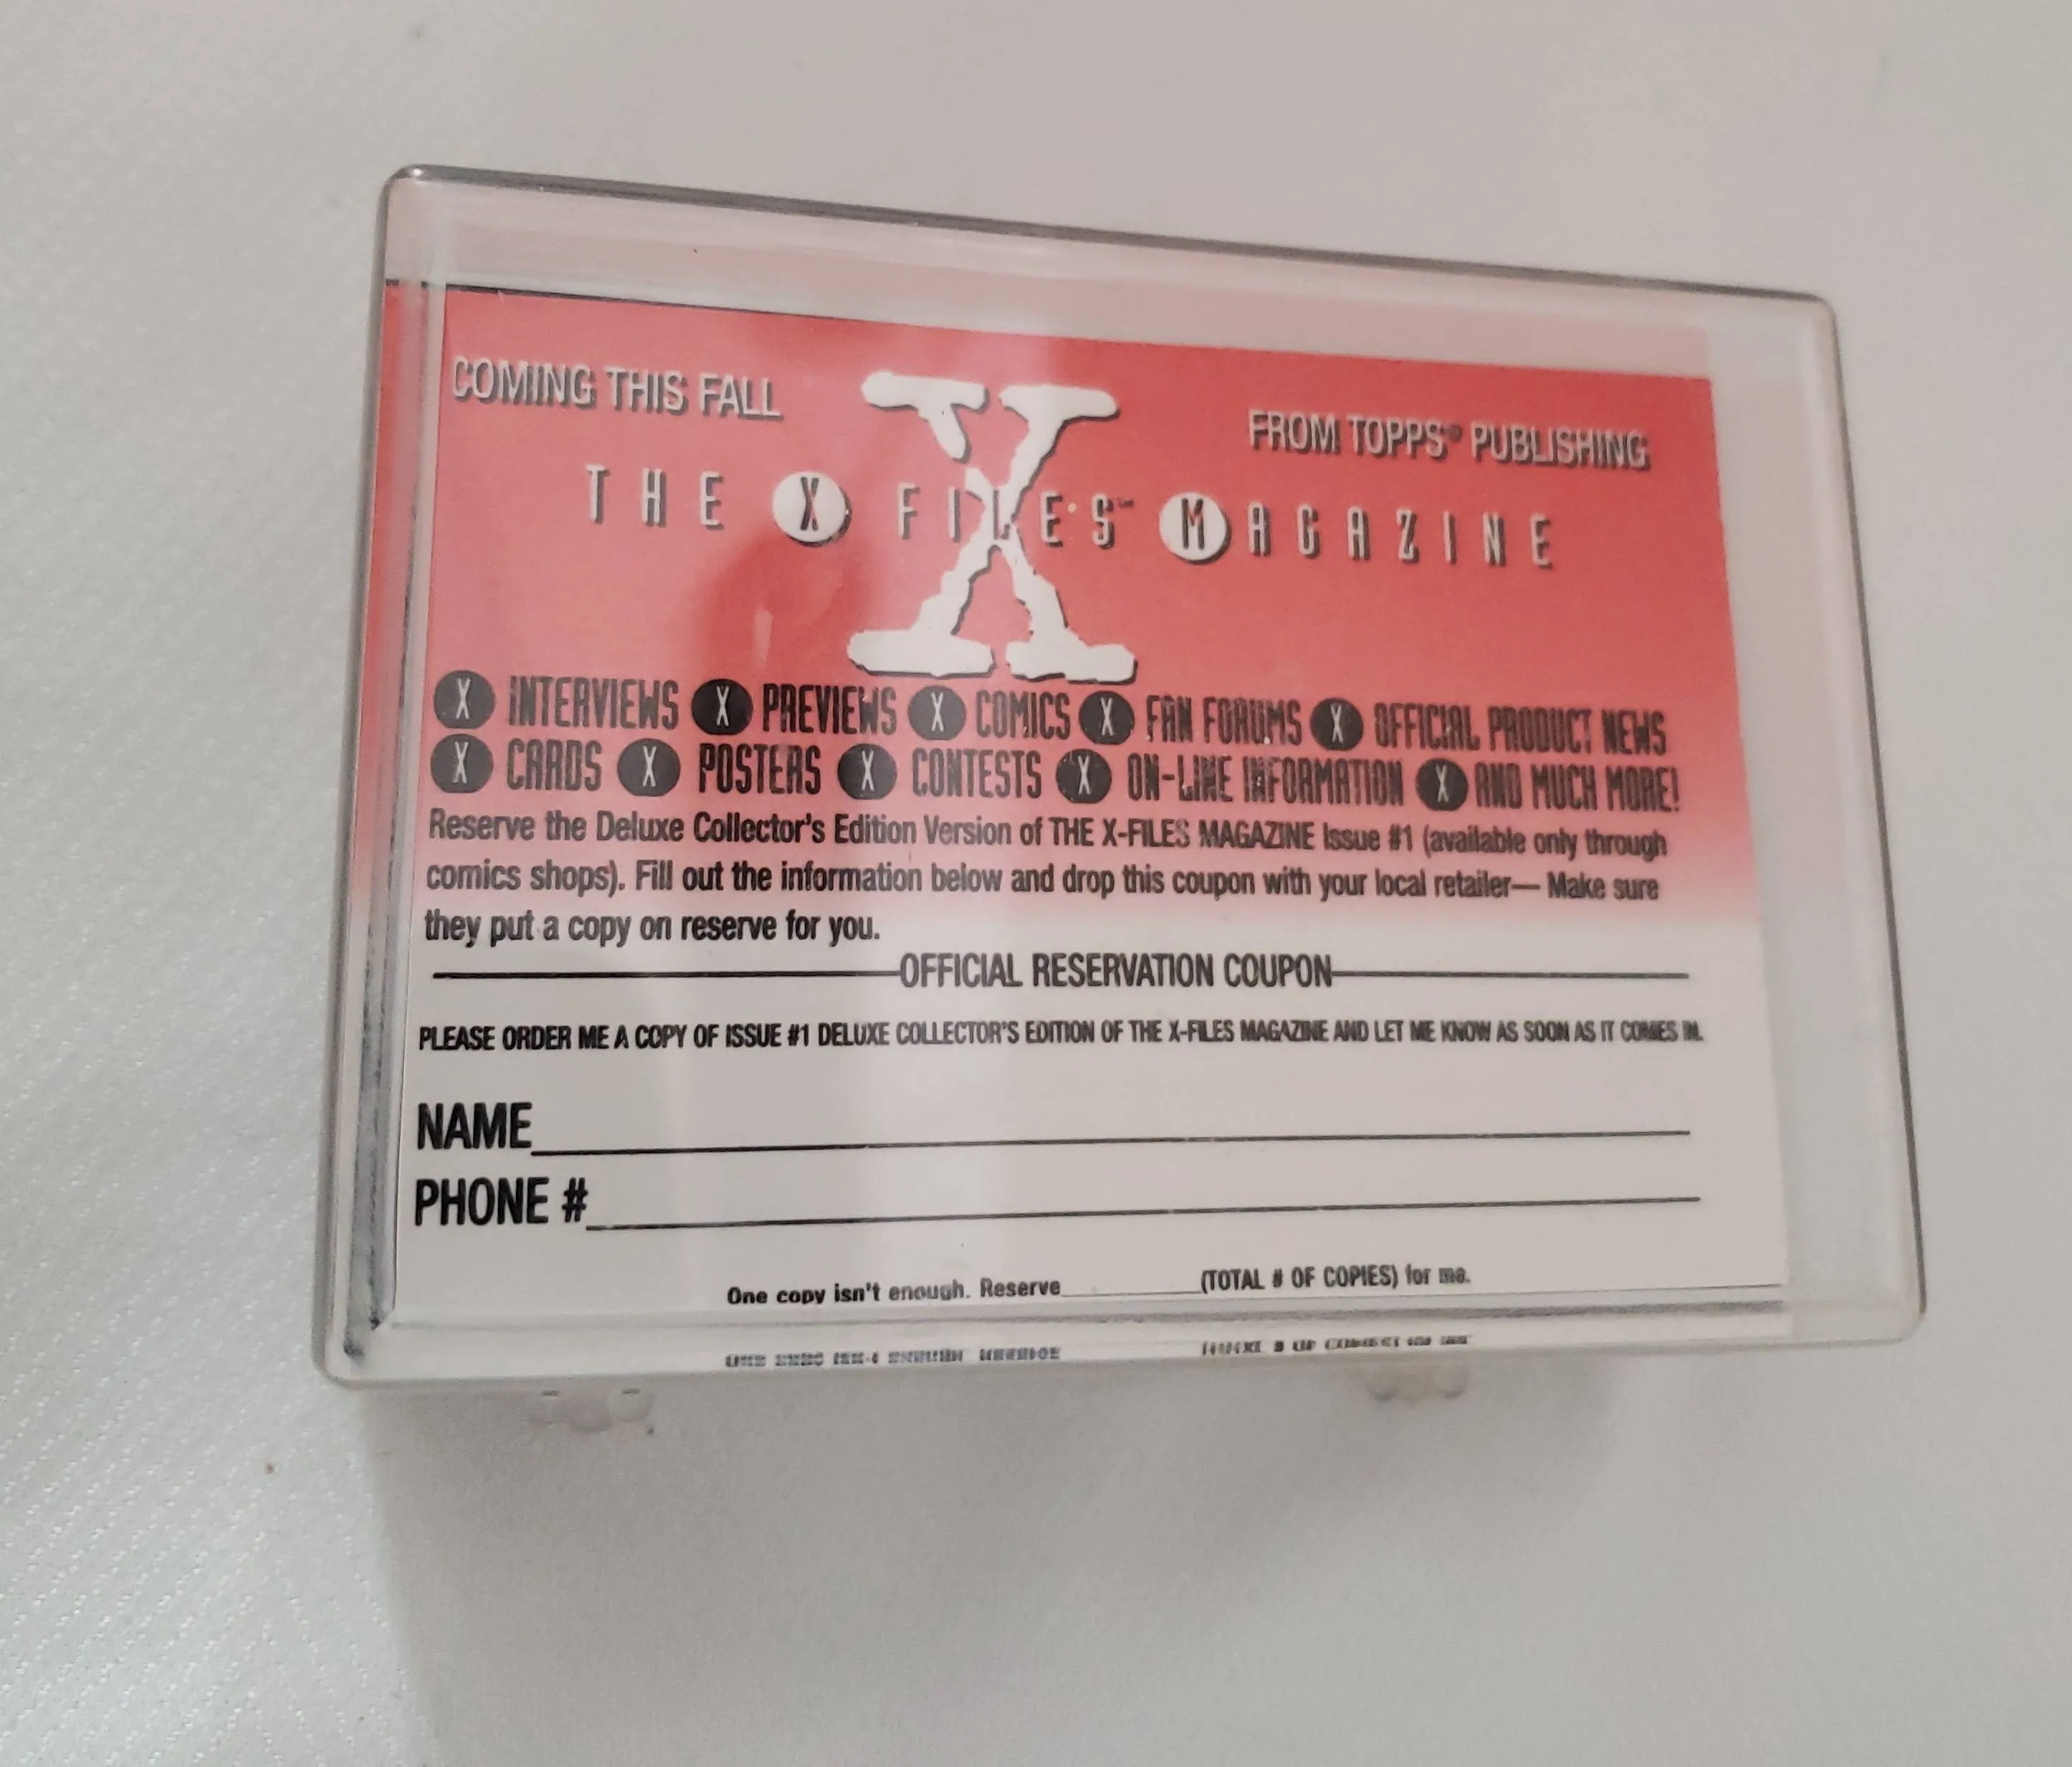 COMING THIS FALL
FROM TOPPS® PUBLISHING
X
THE X FILES™ MAGAZINE
X INTERVIEWS X PREVIEWS X COMICS X FAN FORUMS X OFFICIAL PRODUCT NEWS
X CARDS X POSTERS X CONTESTS X ON-LINE INFORMATION X AND MUCH MORE!
Reserve the Deluxe Collector's Edition Version of THE X-FILES MAGAZINE Issue #1 (available only through
comics shops). Fill out the information below and drop this coupon with your local retailer— Make sure
they put a copy on reserve for you.
OFFICIAL RESERVATION COUPON
PLEASE ORDER ME A COPY OF ISSUE #1 DELUXE COLLECTOR'S EDITION OF THE X-FILES MAGAZINE AND LET ME KNOW AS SOON AS IT COMES IN.
NAME
PHONE #
One copy isn't enough. Reserve__________(TOTAL # OF COPIES) for me.